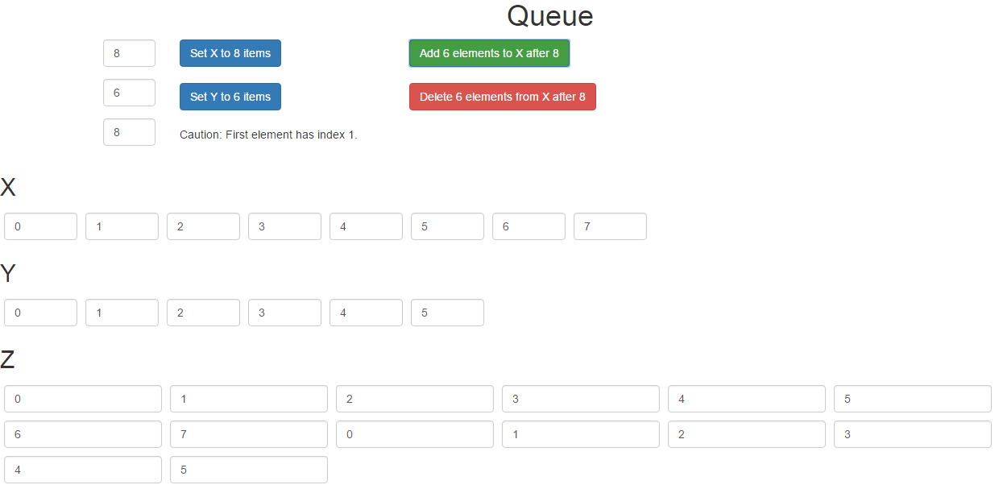 Queue
8 Set X to 8 items Add 6 elements to X after 8
6 Set Y to 6 items Delete 6 elements from X after 8
8 Caution: First element has index 1.
X
0 1 2 3 4 5 6 7
Y
0 1 2 3 4 5
Z
0 1 2 3 4 5
6 7 0 1 2 3
4 5